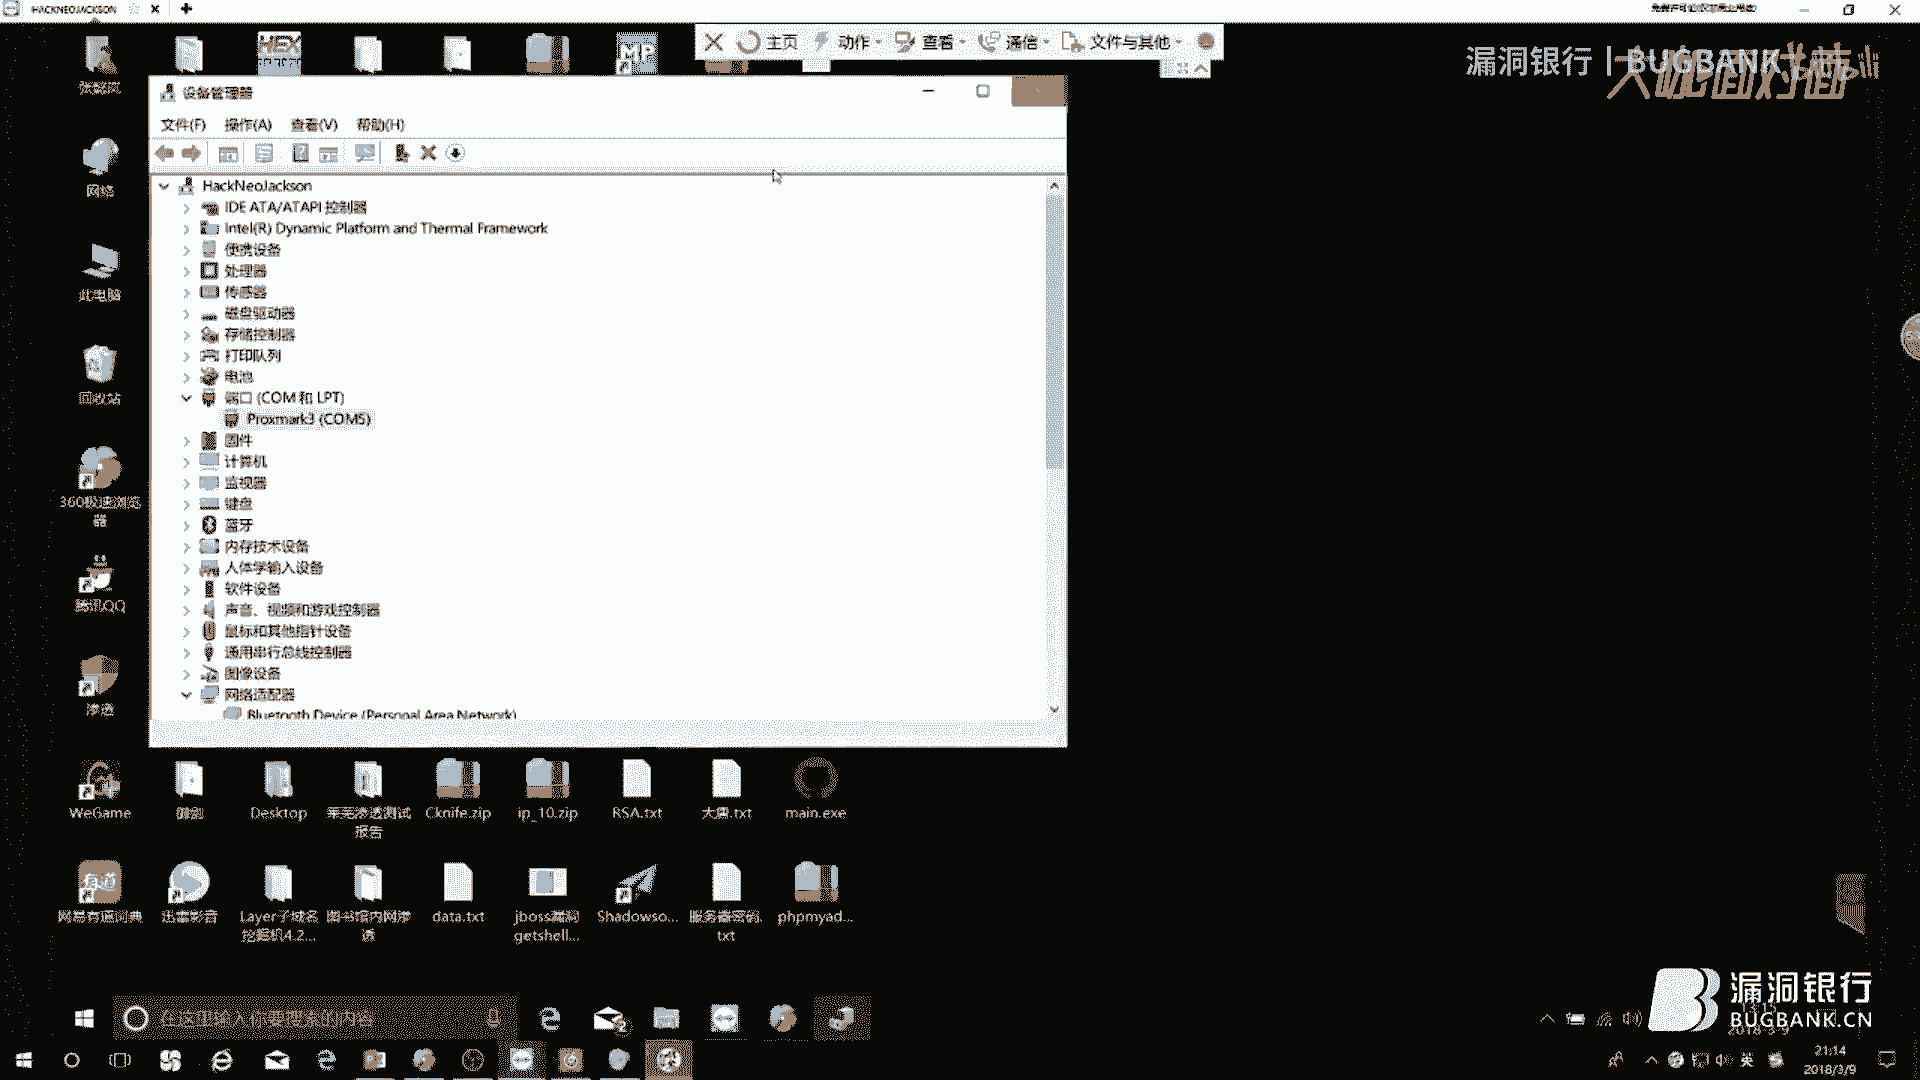 HACKNEOJACKSON
主页
动作
查看
通信
文件与其他
漏洞银行 | BUGBANK
大咖面对面
设备管理器
文件(F) 操作(A) 查看(V) 帮助(H)
HackNeoJackson
IDE ATA/ATAPI 控制器
Intel(R) Dynamic Platform and Thermal Framework
便携设备
处理器
传感器
磁盘驱动器
存储控制器
打印队列
电池
端口 (COM 和 LPT)
Proxmark3 (COM5)
固件
计算机
监视器
键盘
蓝牙
内存技术设备
人体学输入设备
软件设备
声音、视频和游戏控制器
鼠标和其他指针设备
通用串行总线控制器
图像设备
网络适配器
Bluetooth Device (Personal Area Network)
网络
此电脑
回收站
360极速浏览
器
腾讯QQ
渗透
WeGame
御剑
Desktop
莱芜渗透测试
报告
Cknife.zip
ip_10.zip
RSA.txt
大唐.txt
main.exe
网易有道词典
迅雷影音
Layer子域名
挖掘机4.2...
图书馆内网渗
透
data.txt
jboss漏洞
getshell...
Shadowso...
服务器密码.
txt
phpmyad...
在这里输入你要搜索的内容
漏洞银行
BUGBANK.CN
2018/3/9
英
21:14
2018/3/9